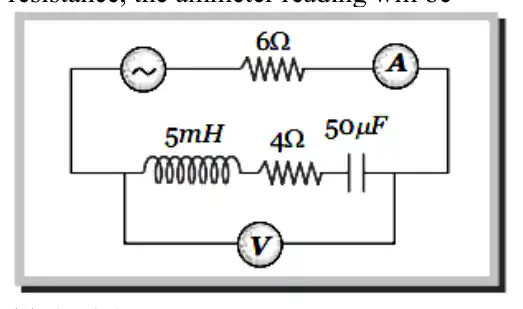 resistance, the ammeter reading will be
6Ω
A
5mH
4Ω
50μF
V